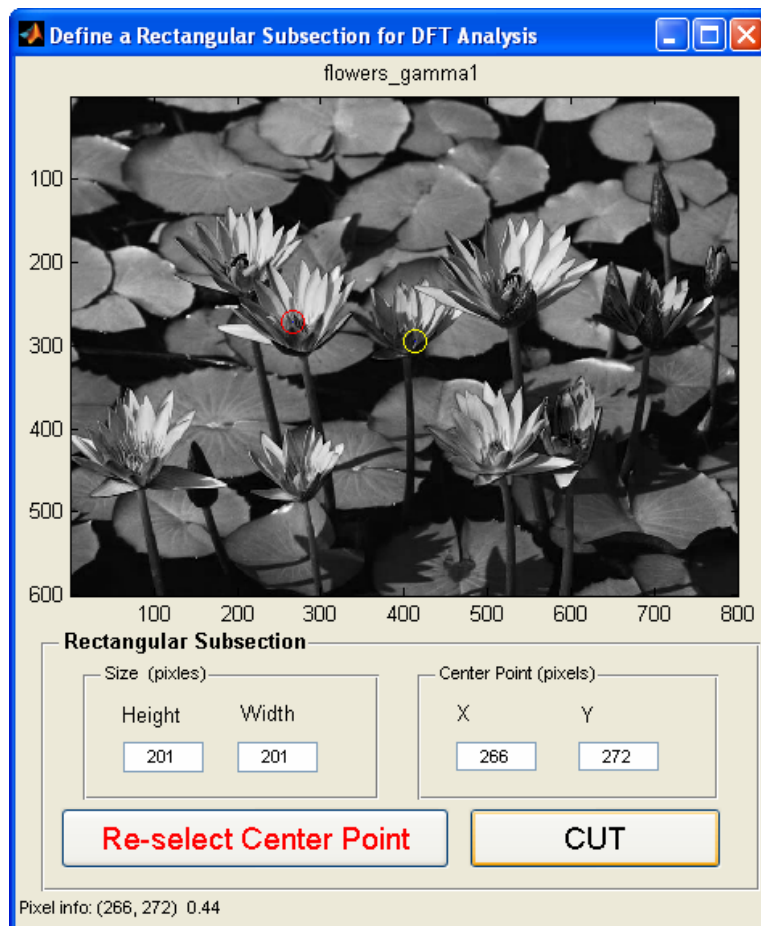 Define a Rectangular Subsection for DFT Analysis
flowers_gamma1
100
200
300
400
500
600
100 200 300 400 500 600 700 800
Rectangular Subsection
Size (pixles) Center Point (pixels)
Height Width X Y
201 201 266 272
Re-select Center Point CUT
Pixel info: (266, 272) 0.44